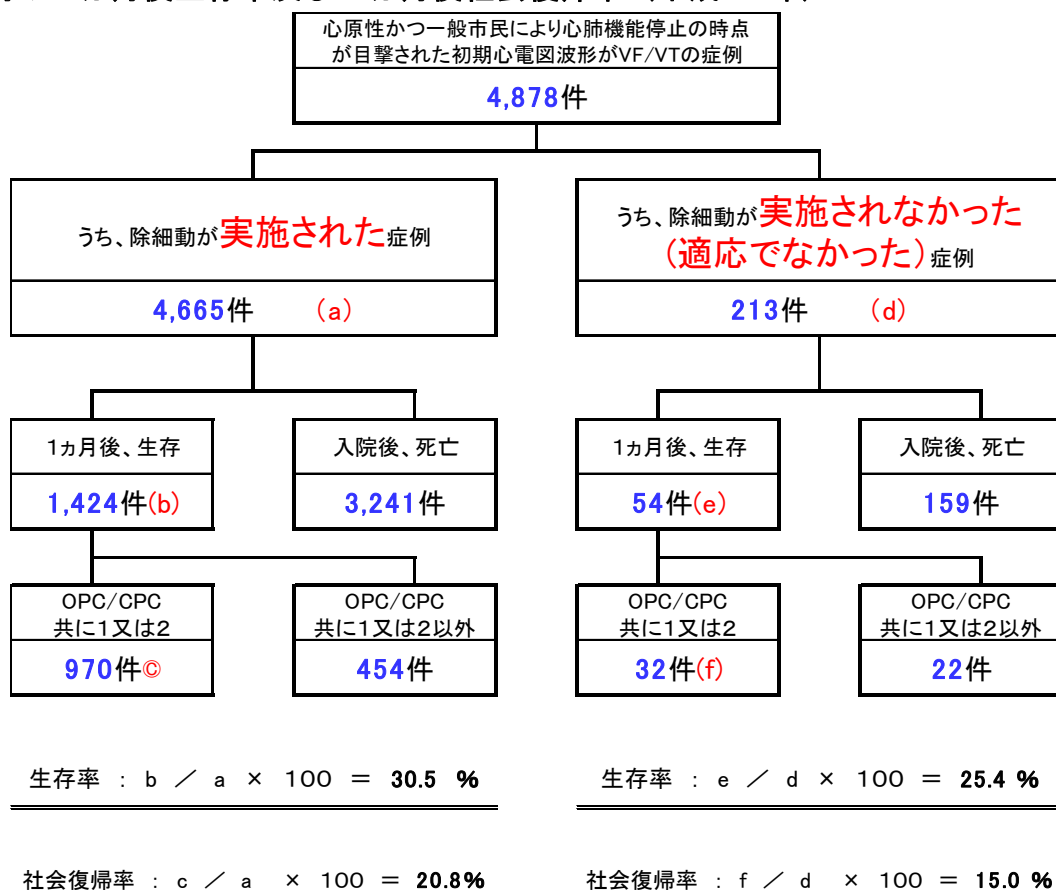 心原性かつ一般市民により心肺機能停止の時点
が目撃された初期心電図波形がVF/VTの症例
4,878件
うち、除細動が実施された症例
4,665件 (a)
うち、除細動が実施されなかった
(適応でなかった)症例
213件 (d)
1ヵ月後、生存
1,424件(b)
入院後、死亡
3,241件
1ヵ月後、生存
54件(e)
入院後、死亡
159件
OPC/CPC
共に1又は2
970件©
OPC/CPC
共に1又は2以外
454件
OPC/CPC
共に1又は2
32件(f)
OPC/CPC
共に1又は2以外
22件
生存率 : b / a × 100 = 30.5 %
生存率 : e / d × 100 = 25.4 %
社会復帰率 : c / a × 100 = 20.8%
社会復帰率 : f / d × 100 = 15.0 %